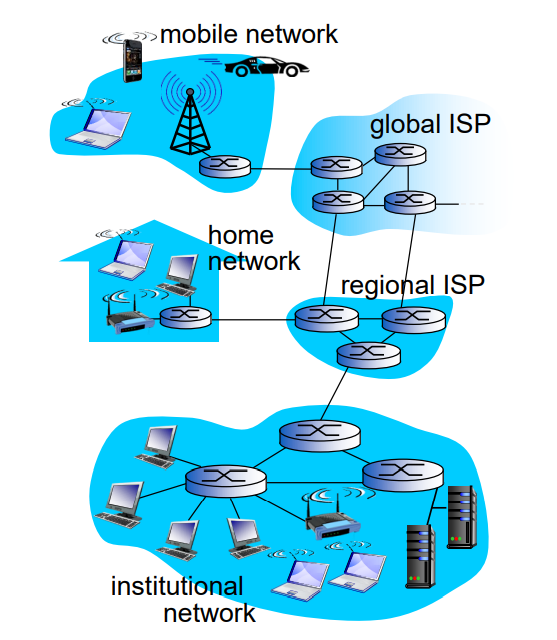 mobile network
global ISP
home
network
regional ISP
institutional
network